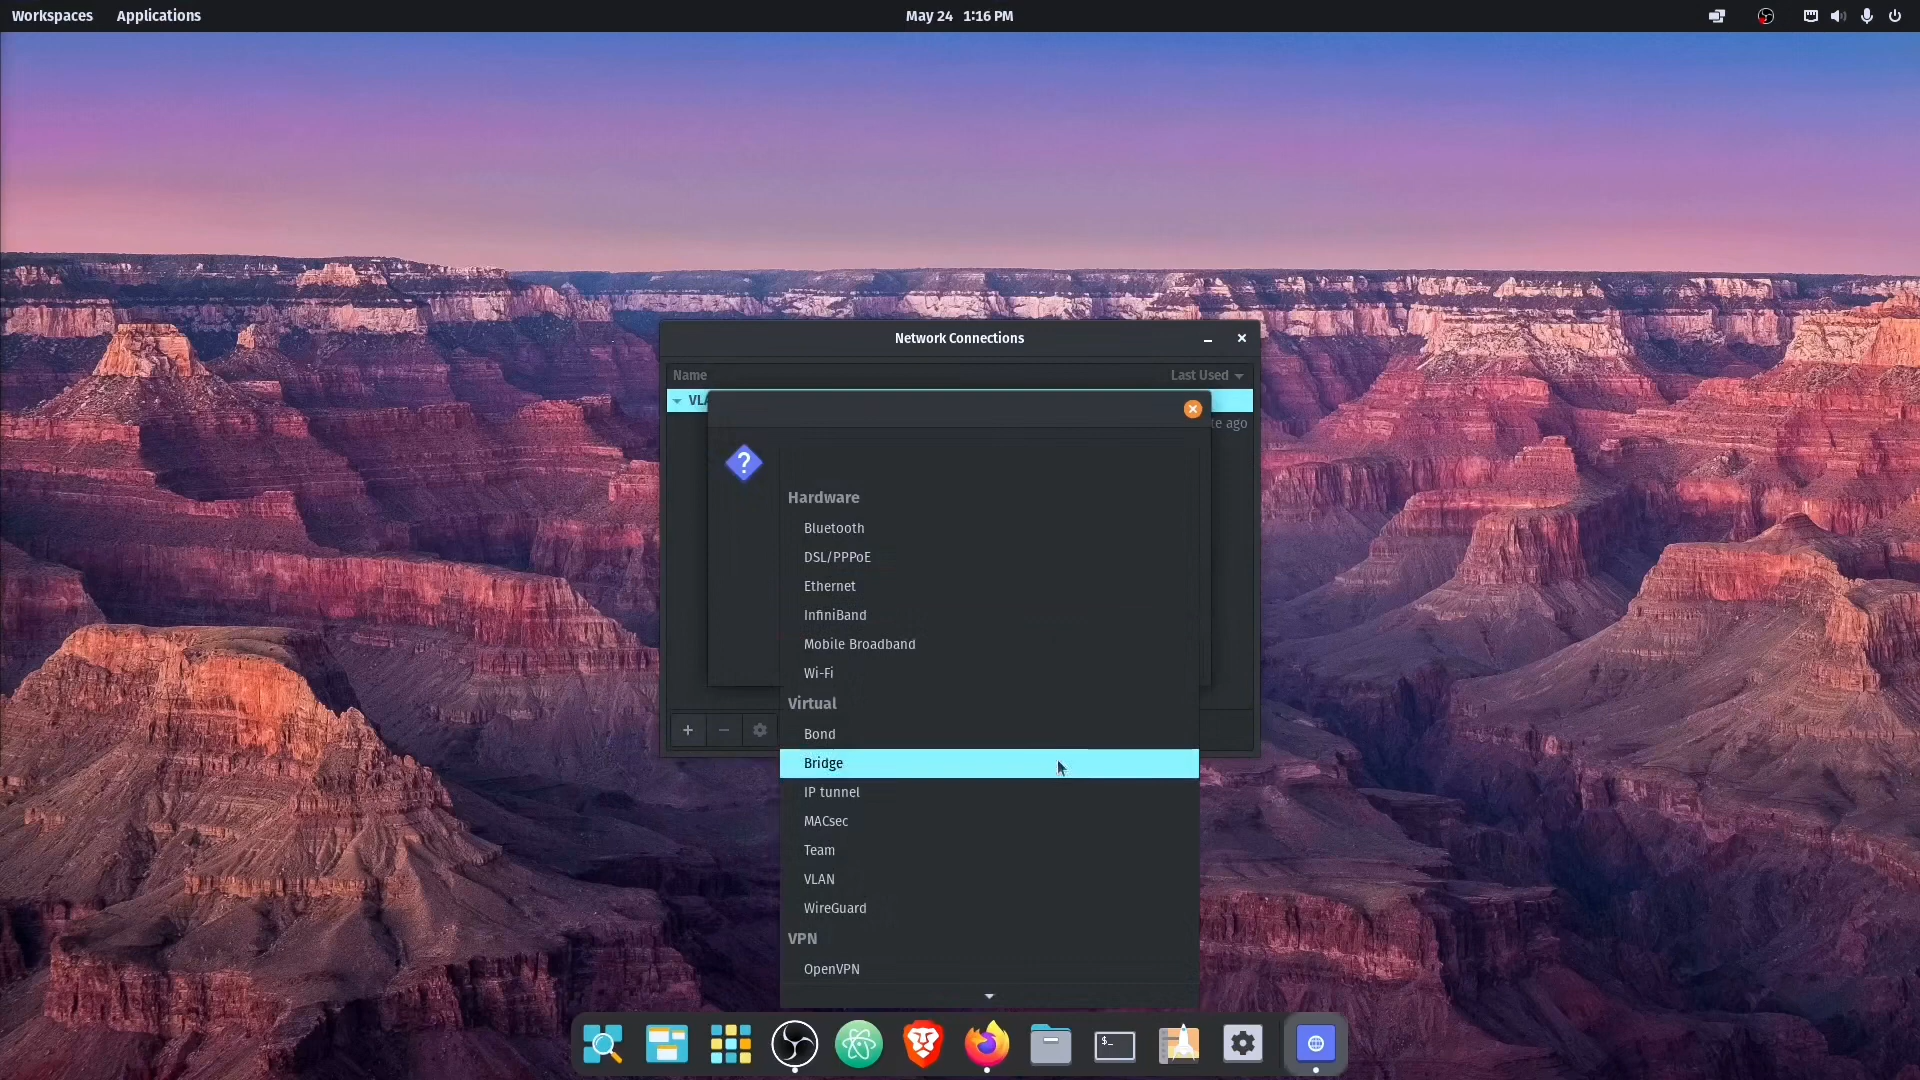 Workspaces Applications May 24 1:16 PM
Network Connections
Name Last Used
VLA
te ago
?
Hardware
Bluetooth
DSL/PPPoE
Ethernet
InfiniBand
Mobile Broadband
Wi-Fi
Virtual
Bond
Bridge
IP tunnel
MACsec
Team
VLAN
WireGuard
VPN
OpenVPN
$_